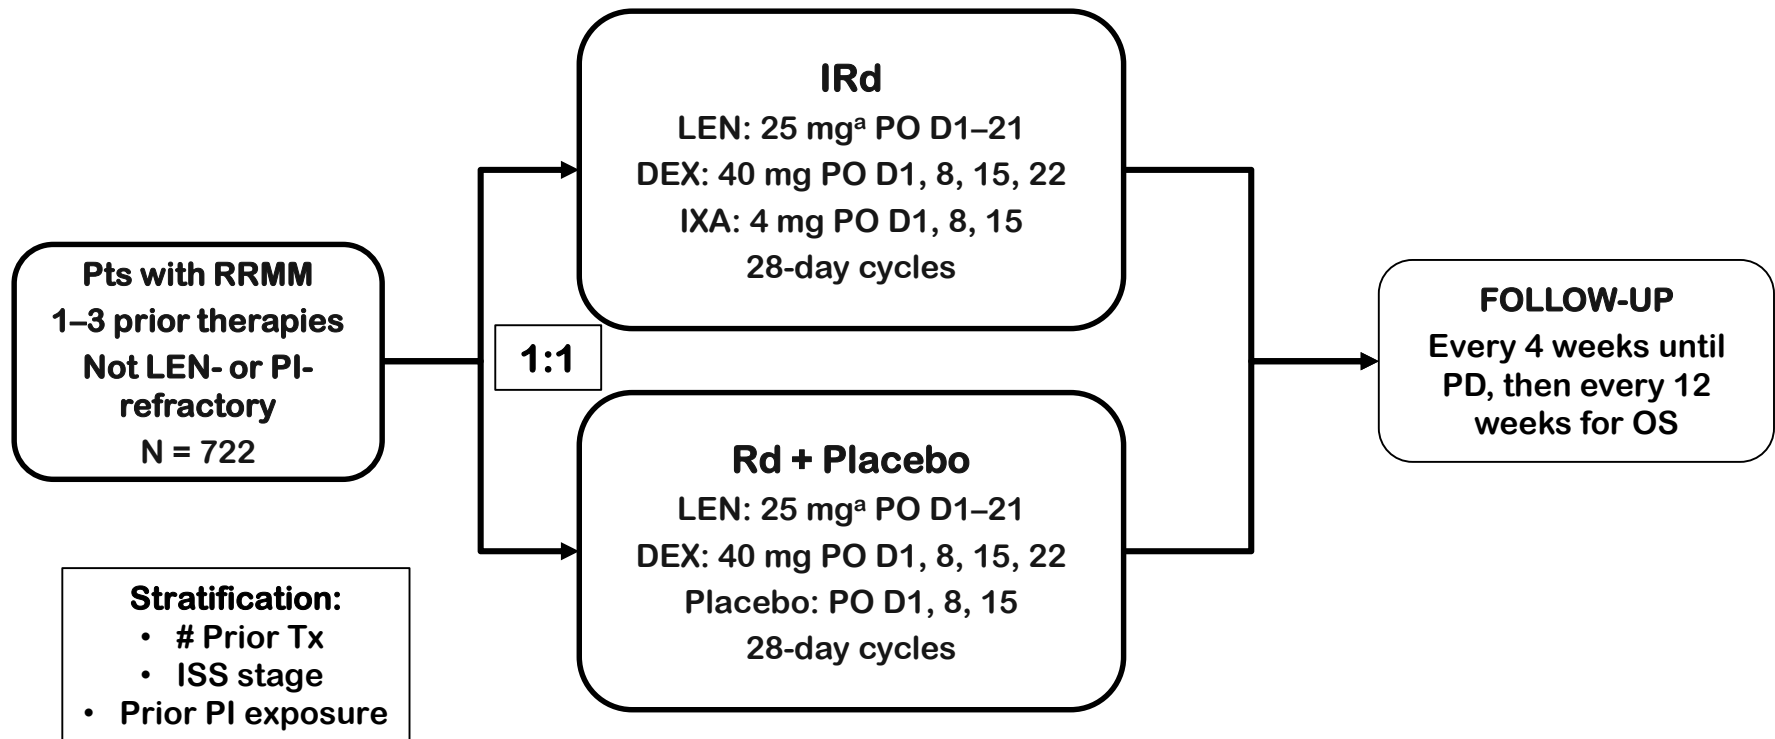 Pts with RRMM
1–3 prior therapies
Not LEN- or PI-
refractory
N = 722
Stratification:
• # Prior Tx
• ISS stage
• Prior PI exposure
1:1
IRd
LEN: 25 mgᵃ PO D1–21
DEX: 40 mg PO D1, 8, 15, 22
IXA: 4 mg PO D1, 8, 15
28-day cycles
Rd + Placebo
LEN: 25 mgᵃ PO D1–21
DEX: 40 mg PO D1, 8, 15, 22
Placebo: PO D1, 8, 15
28-day cycles
FOLLOW-UP
Every 4 weeks until
PD, then every 12
weeks for OS